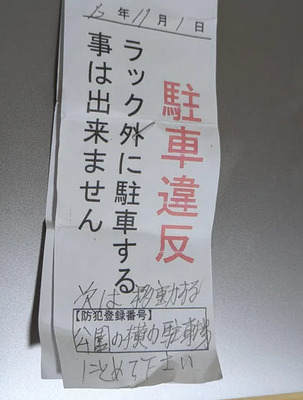 年11月1日
駐車違反
ラック外に駐車する
事は出来ません
次は移動する
【防犯登録番号】
公園の横の駐車場
にとめて下さい